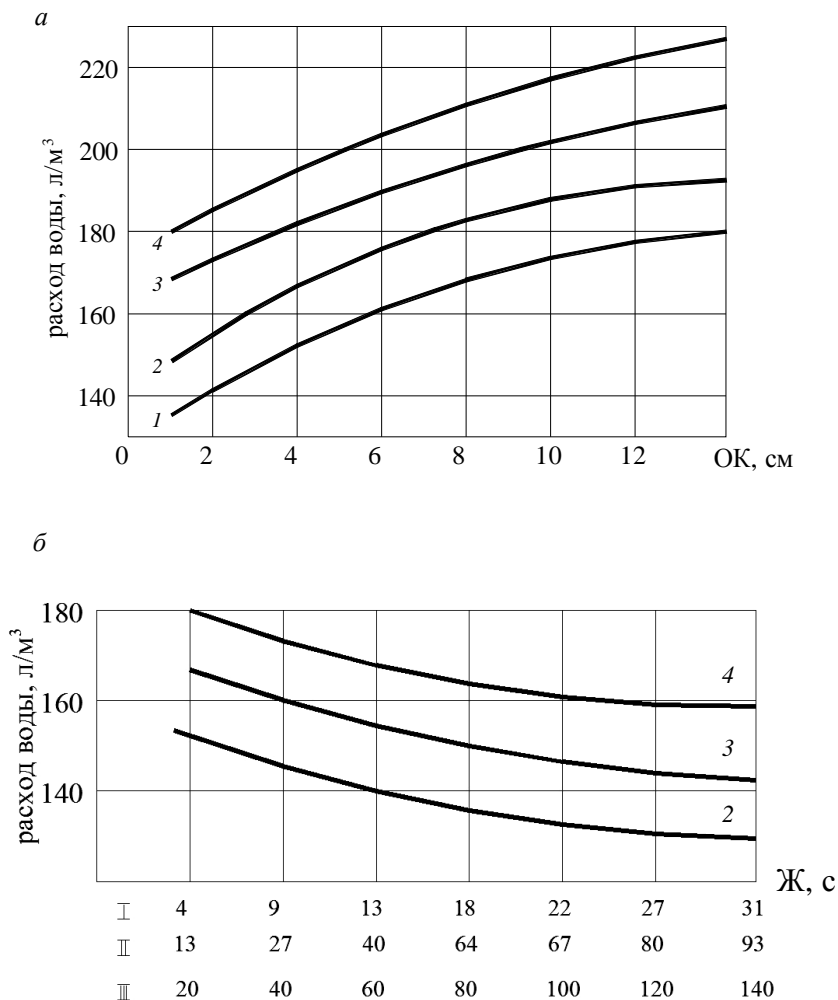 а
220
200
180
160
140
расход воды, л/м³
4
3
2
1
0 2 4 6 8 10 12 ОК, см
б
180
160
140
расход воды, л/м³
4
3
2
Ж, с
I 4 9 13 18 22 27 31
II 13 27 40 64 67 80 93
III 20 40 60 80 100 120 140